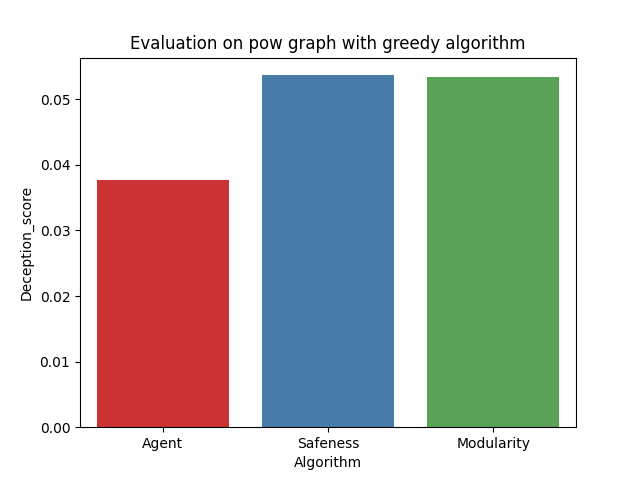 Evaluation on pow graph with greedy algorithm
Deception_score
0.05
0.04
0.03
0.02
0.01
0.00
Agent
Safeness
Modularity
Algorithm